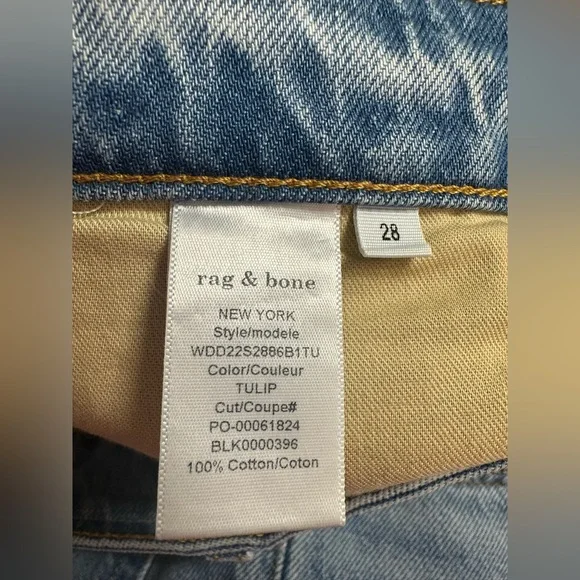 rag & bone
NEW YORK
Style/modele
WDD22S2886B1TU
Color/Couleur
TULIP
Cut/Coupe#
PO-00061824
BLK0000396
100% Cotton/Coton
28